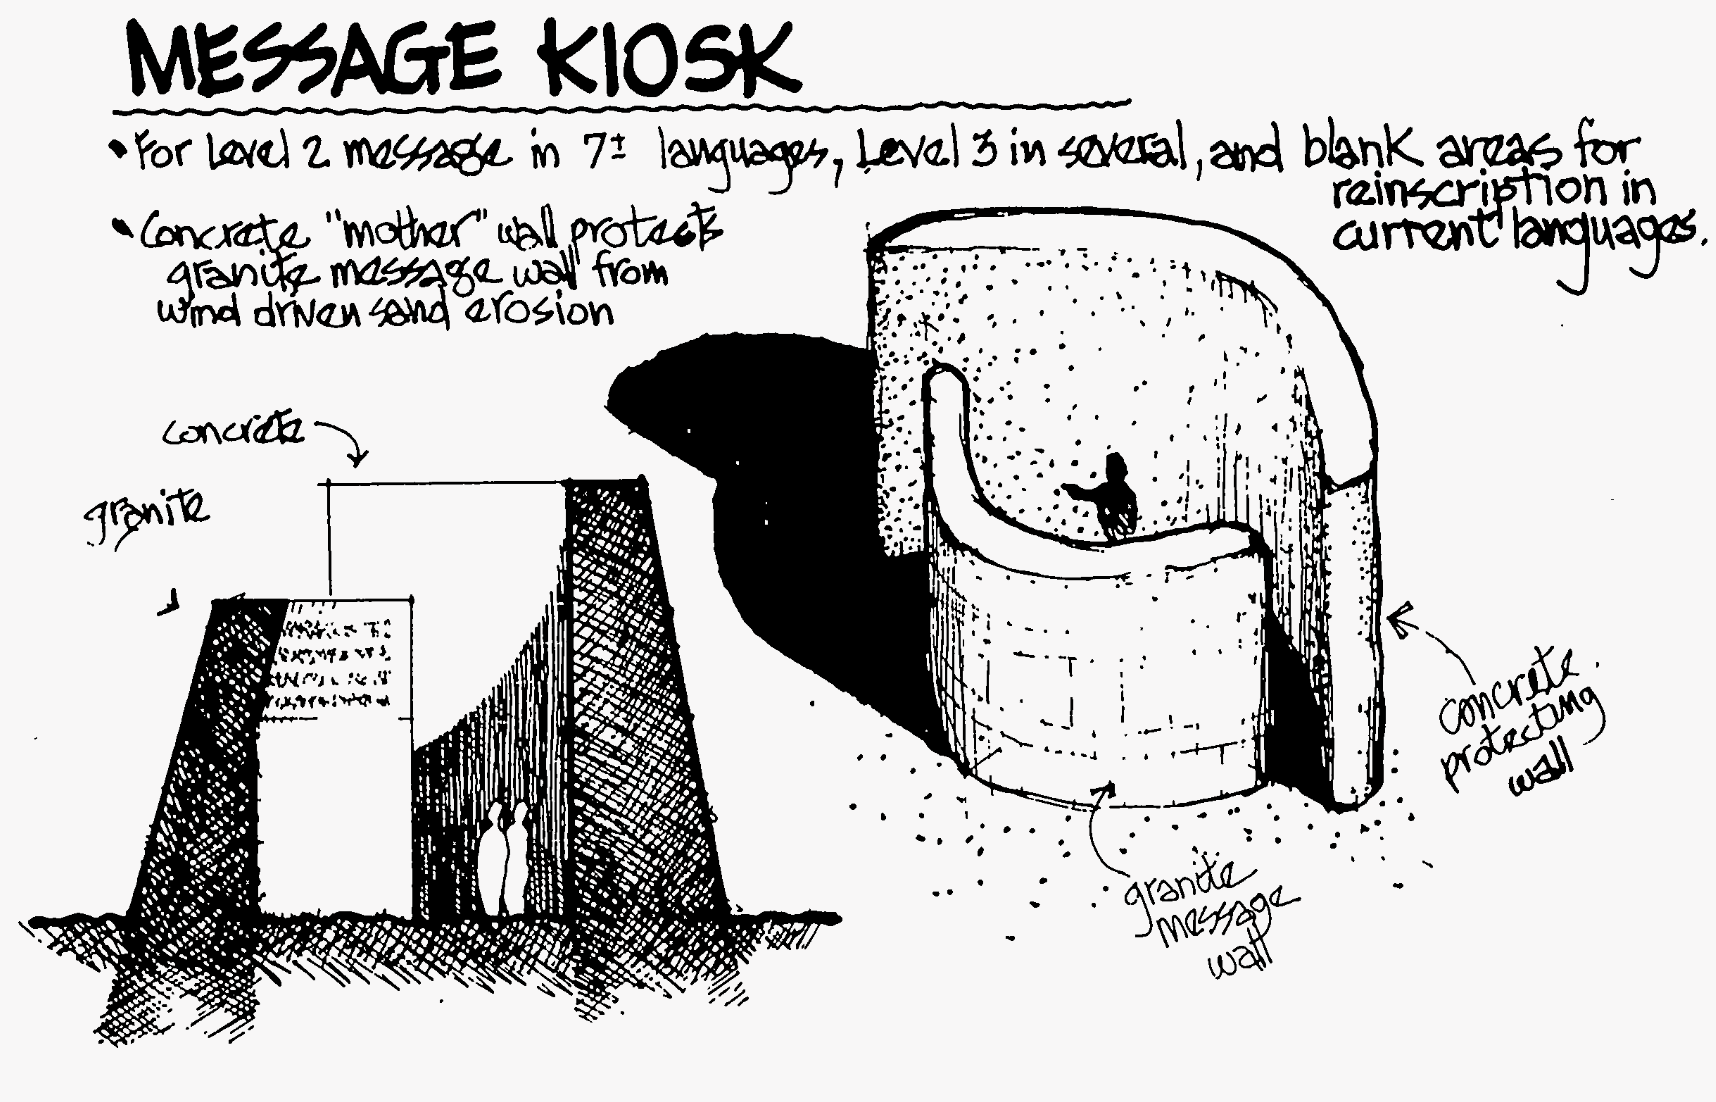 MESSAGE KIOSK
• For Level 2 message in 7± languages, Level 3 in several, and blank areas for
reinscription in
current languages.
• Concrete "mother" wall protects
granite message wall from
wind driven sand erosion
concrete
granite
concrete
protecting
wall
granite
message
wall